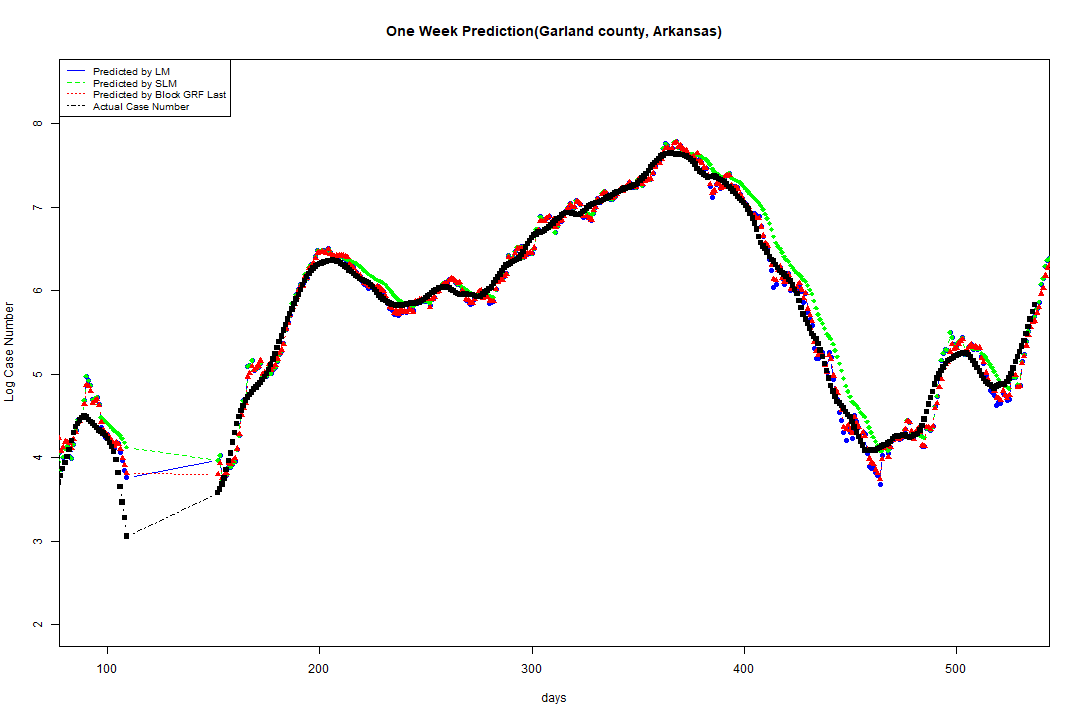 One Week Prediction(Garland county, Arkansas)
Predicted by LM
Predicted by SLM
Predicted by Block GRF Last
Actual Case Number
8
7
6
5
4
3
2
Log Case Number
100 200 300 400 500
days